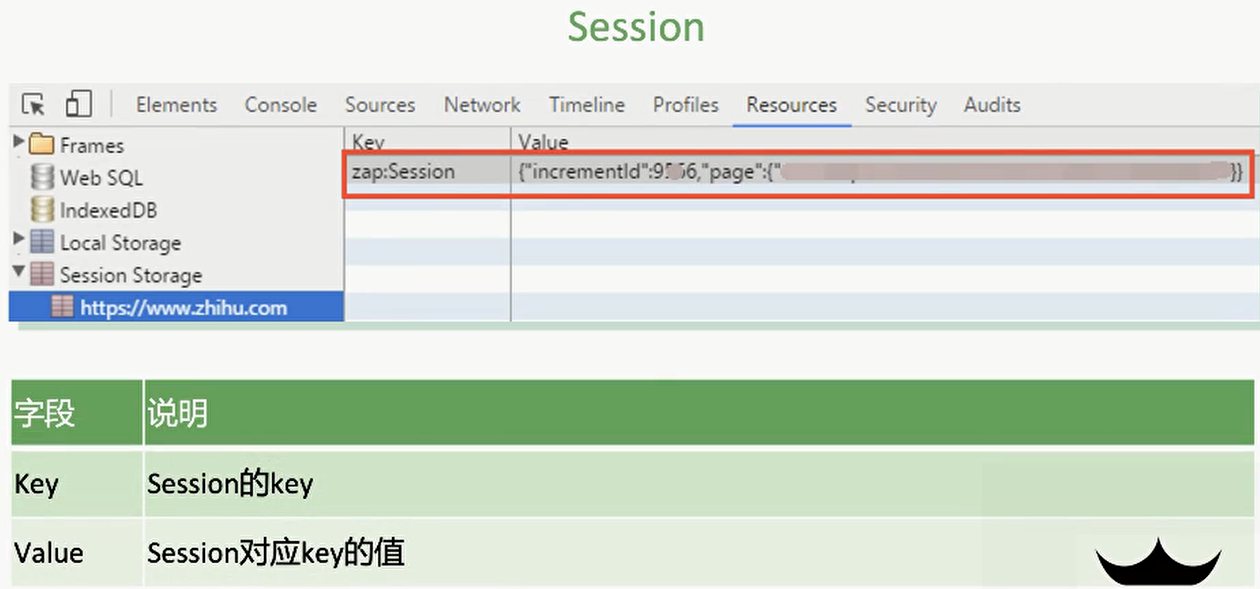 Session
Elements Console Sources Network Timeline Profiles Resources Security Audits
Frames
Web SQL
IndexedDB
Local Storage
Session Storage
https://www.zhihu.com
Key Value
zap:Session {"incrementId":9 6,"page":{" }}
字段 说明
Key Session的key
Value Session对应key的值